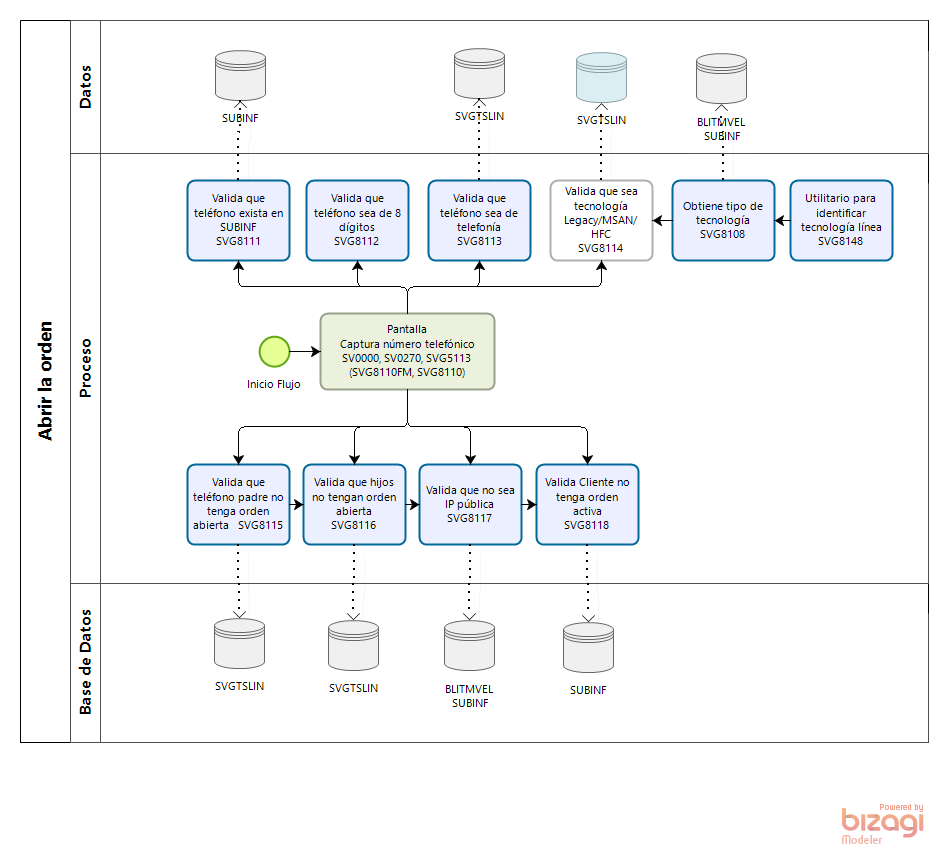 Abrir la orden
Datos
SUBINF
SVGTSLIN
SVGTSLIN
BLITMVEL
SUBINF
Proceso
Valida que
teléfono exista en
SUBINF
SVG8111
Valida que
teléfono sea de 8
dígitos
SVG8112
Valida que
teléfono sea de
telefonía
SVG8113
Valida que sea
tecnología
Legacy/MSAN/
HFC
SVG8114
Obtiene tipo de
tecnología
SVG8108
Utilitario para
identificar
tecnología línea
SVG8148
Inicio Flujo
Pantalla
Captura número telefónico
SV0000, SV0270, SVG5113
(SVG8110FM, SVG8110)
Valida que
teléfono padre no
tenga orden
abierta SVG8115
Valida que hijos
no tengan orden
abierta
SVG8116
Valida que no sea
IP pública
SVG8117
Valida Cliente no
tenga orden
activa
SVG8118
Base de Datos
SVGTSLIN
SVGTSLIN
BLITMVEL
SUBINF
SUBINF
Powered by
bizagi
Modeler